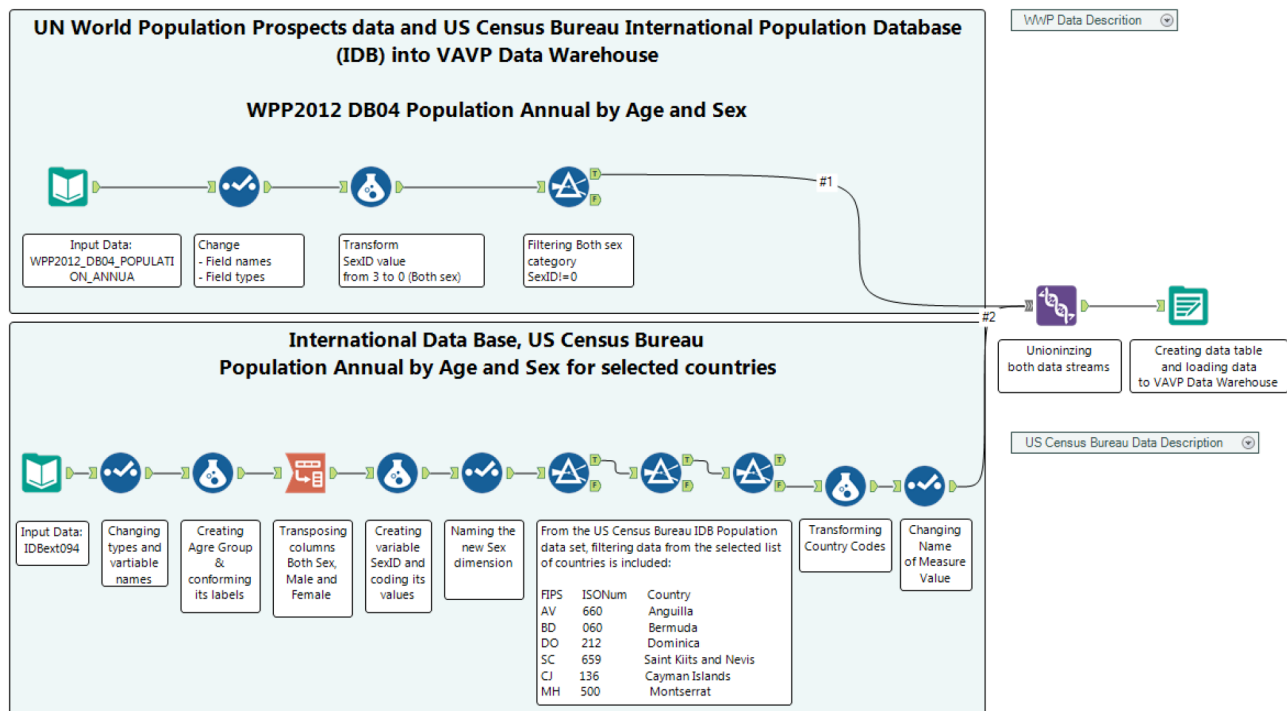 UN World Population Prospects data and US Census Bureau International Population Database
(IDB) into VAVP Data Warehouse
WPP2012 DB04 Population Annual by Age and Sex
WWP Data Descrition
T
F
#1
Input Data:
WPP2012_DB04_POPULATI
ON_ANNUA
Change
- Field names
- Field types
Transform
SexID value
from 3 to 0 (Both sex)
Filtering Both sex
category
SexID!=0
#2
Unioninzing
both data streams
Creating data table
and loading data
to VAVP Data Warehouse
International Data Base, US Census Bureau
Population Annual by Age and Sex for selected countries
US Census Bureau Data Description
T
F
T
F
T
F
Input Data:
IDBext094
Changing
types and
vartiable
names
Creating
Agre Group
&
conforming
its labels
Transposing
columns
Both Sex,
Male and
Female
Creating
variable
SexID and
coding its
values
Naming the
new Sex
dimension
From the US Census Bureau IDB Population
data set, filtering data from the selected list
of countries is included:
FIPS ISONum Country
AV 660 Anguilla
BD 060 Bermuda
DO 212 Dominica
SC 659 Saint Kiits and Nevis
CJ 136 Cayman Islands
MH 500 Montserrat
Transforming
Country Codes
Changing
Name
of Measure
Value